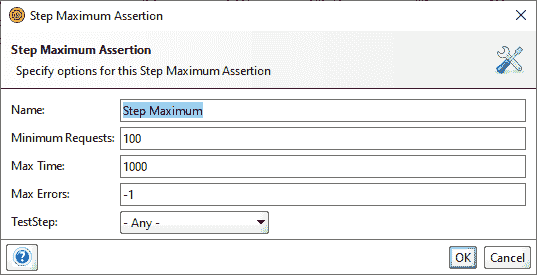 Step Maximum Assertion
Step Maximum Assertion
Specify options for this Step Maximum Assertion
Name: Step Maximum
Minimum Requests: 100
Max Time: 1000
Max Errors: -1
TestStep: - Any -
? OK Cancel